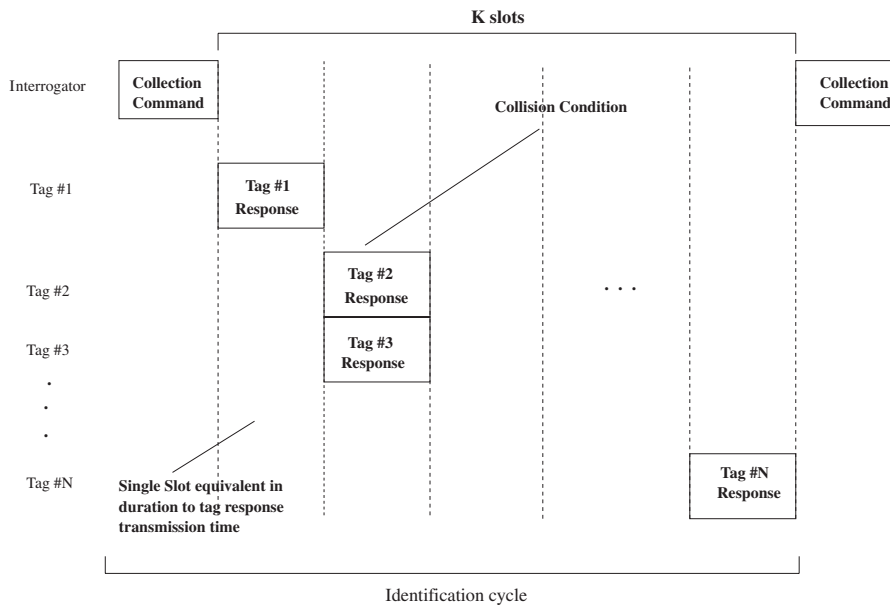 K slots
Interrogator
Collection
Command
Collection
Command
Collision Condition
Tag #1
Tag #1
Response
Tag #2
Tag #2
Response
Tag #3
Tag #3
Response
. . .
Tag #N
Tag #N
Response
Single Slot equivalent in
duration to tag response
transmission time
Identification cycle